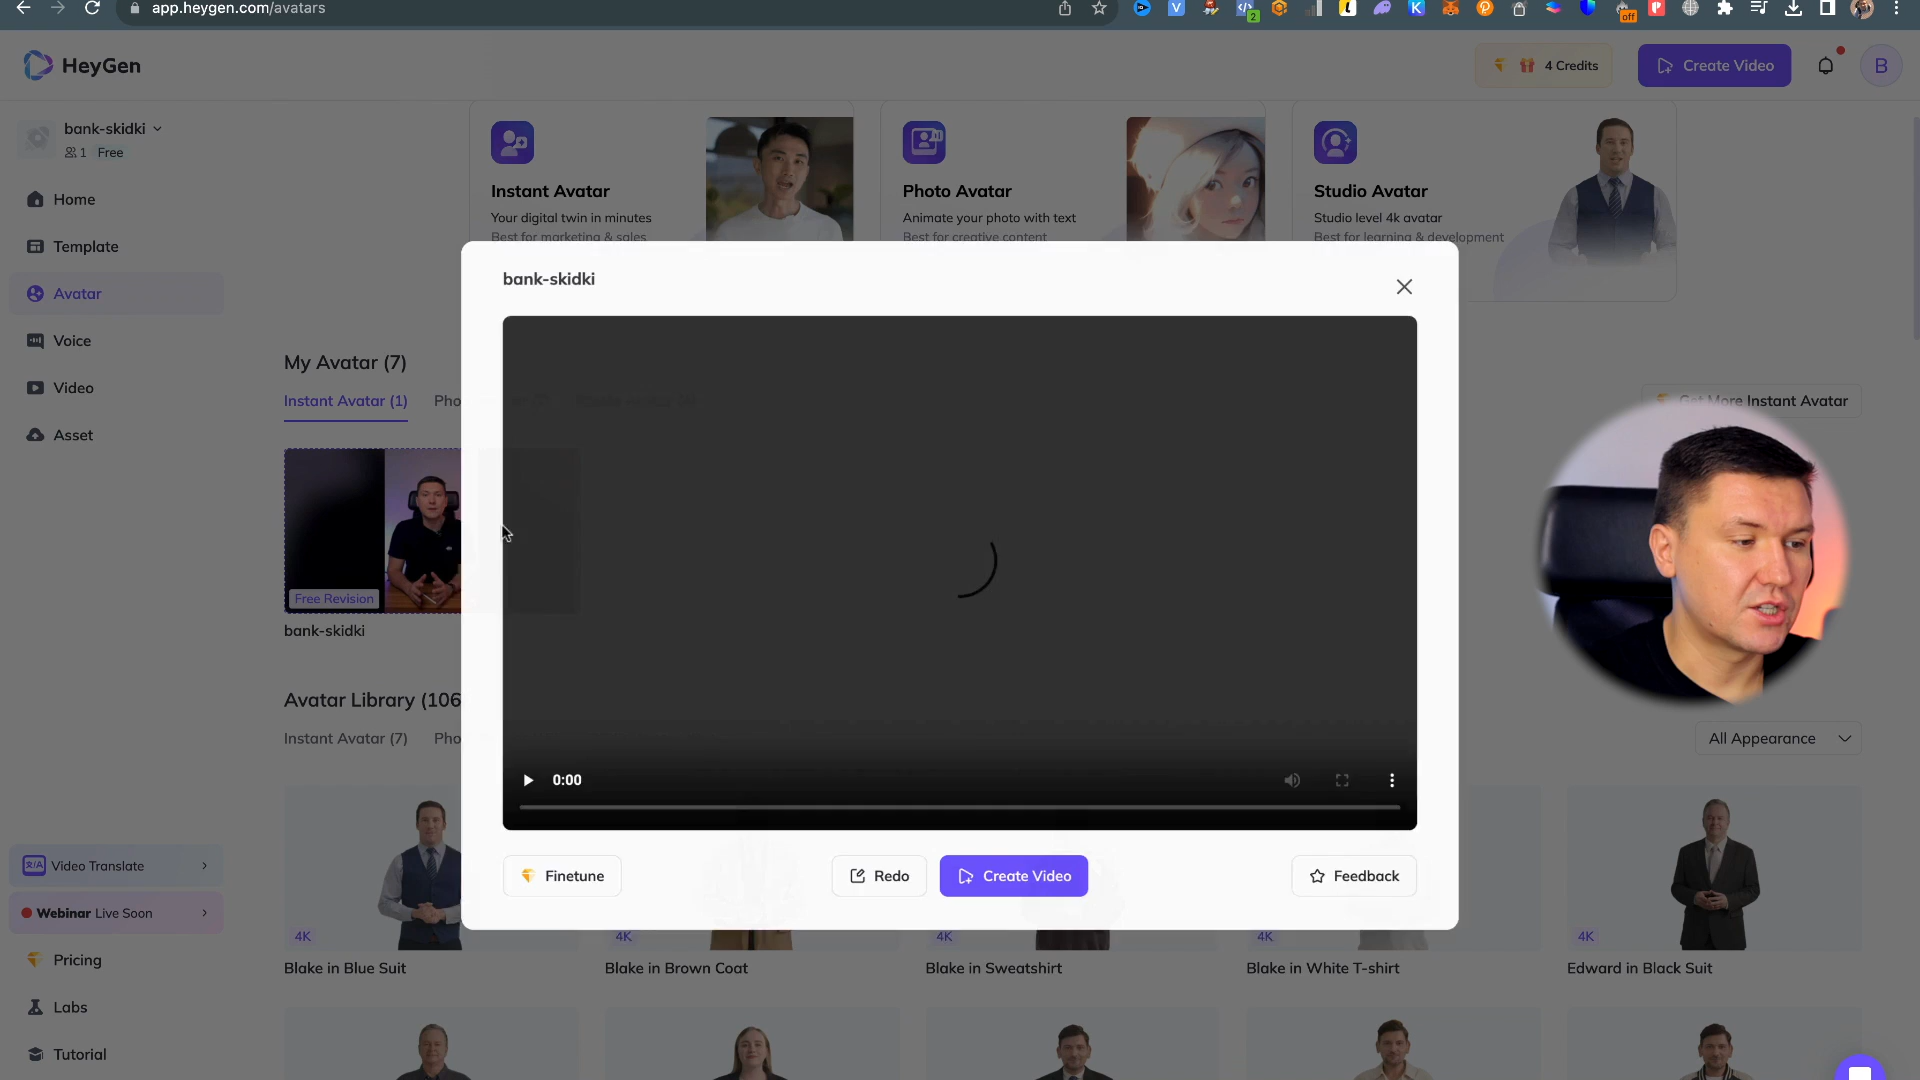 app.heygen.com/avatars
2
off
HeyGen
4 Credits
Create Video
B
bank-skidki
1 Free
Home
Template
Avatar
Voice
Video
Asset
Video Translate
Webinar Live Soon
Pricing
Labs
Tutorial
Instant Avatar
Your digital twin in minutes
Best for marketing & sales
Photo Avatar
Animate your photo with text
Best for creative content
Studio Avatar
Studio level 4k avatar
Best for learning & development
My Avatar (7)
Instant Avatar (1)
Pho
Get More Instant Avatar
Free Revision
bank-skidki
bank-skidki
0:00
Finetune
Redo
Create Video
Feedback
Avatar Library (106
Instant Avatar (7)
Pho
All Appearance
4K
4K
4K
4K
4K
Blake in Blue Suit
Blake in Brown Coat
Blake in Sweatshirt
Blake in White T-shirt
Edward in Black Suit